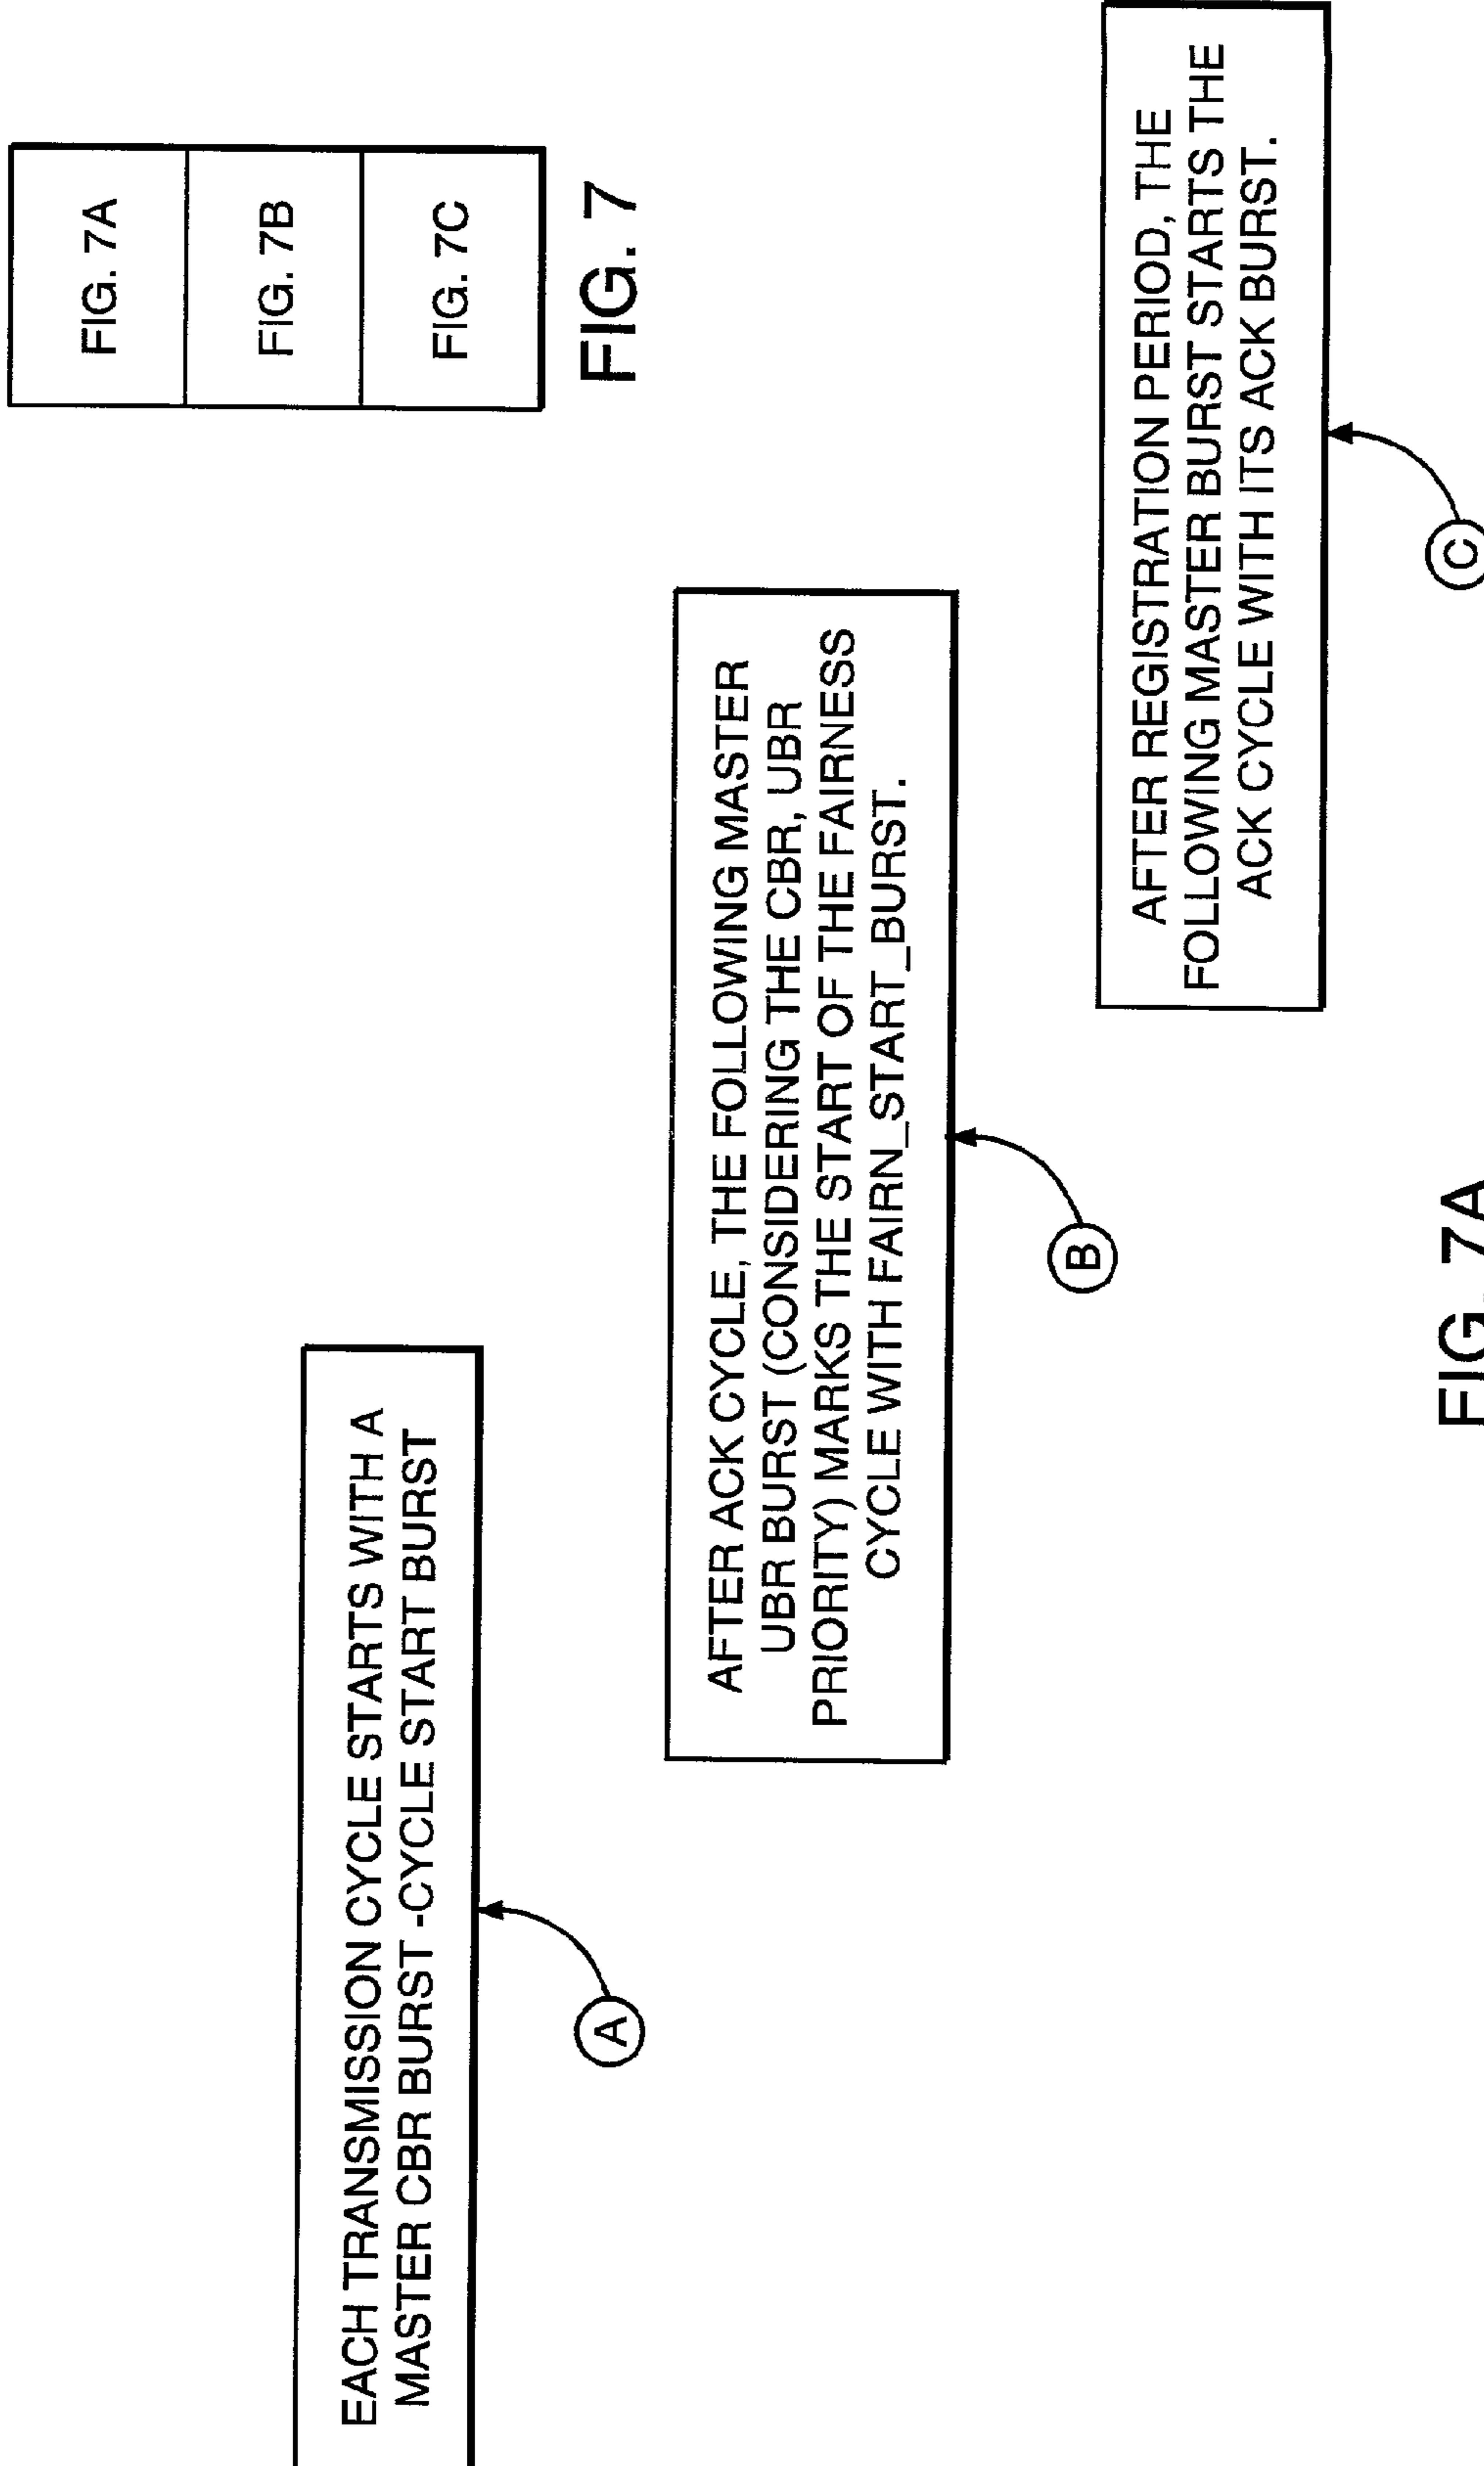 EACH TRANSMISSION CYCLE STARTS WITH A
MASTER CBR BURST -CYCLE START BURST
A
AFTER ACK CYCLE, THE FOLLOWING MASTER
UBR BURST (CONSIDERING THE CBR, UBR
PRIORITY) MARKS THE START OF THE FAIRNESS
CYCLE WITH FAIRN_START_BURST.
B
AFTER REGISTRATION PERIOD, THE
FOLLOWING MASTER BURST STARTS THE
ACK CYCLE WITH ITS ACK BURST.
C
FIG. 7A
FIG. 7B
FIG. 7C
FIG. 7
FIG. 7A